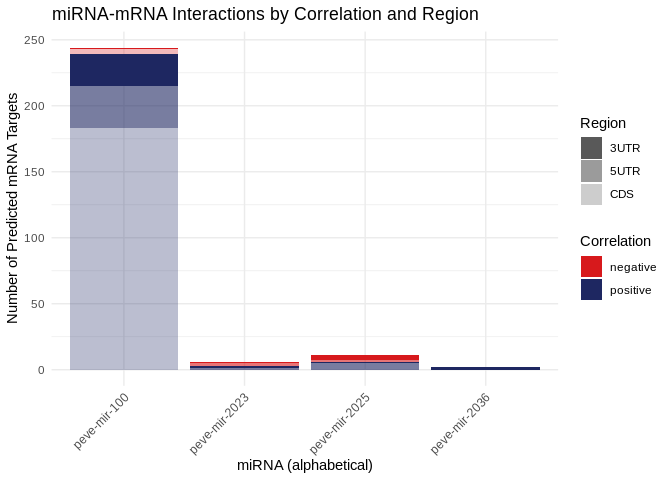 miRNA-mRNA Interactions by Correlation and Region
Number of Predicted mRNA Targets
250
200
150
100
50
0
peve-mir-100
peve-mir-2023
peve-mir-2025
peve-mir-2036
miRNA (alphabetical)
Region
3UTR
5UTR
CDS
Correlation
negative
positive